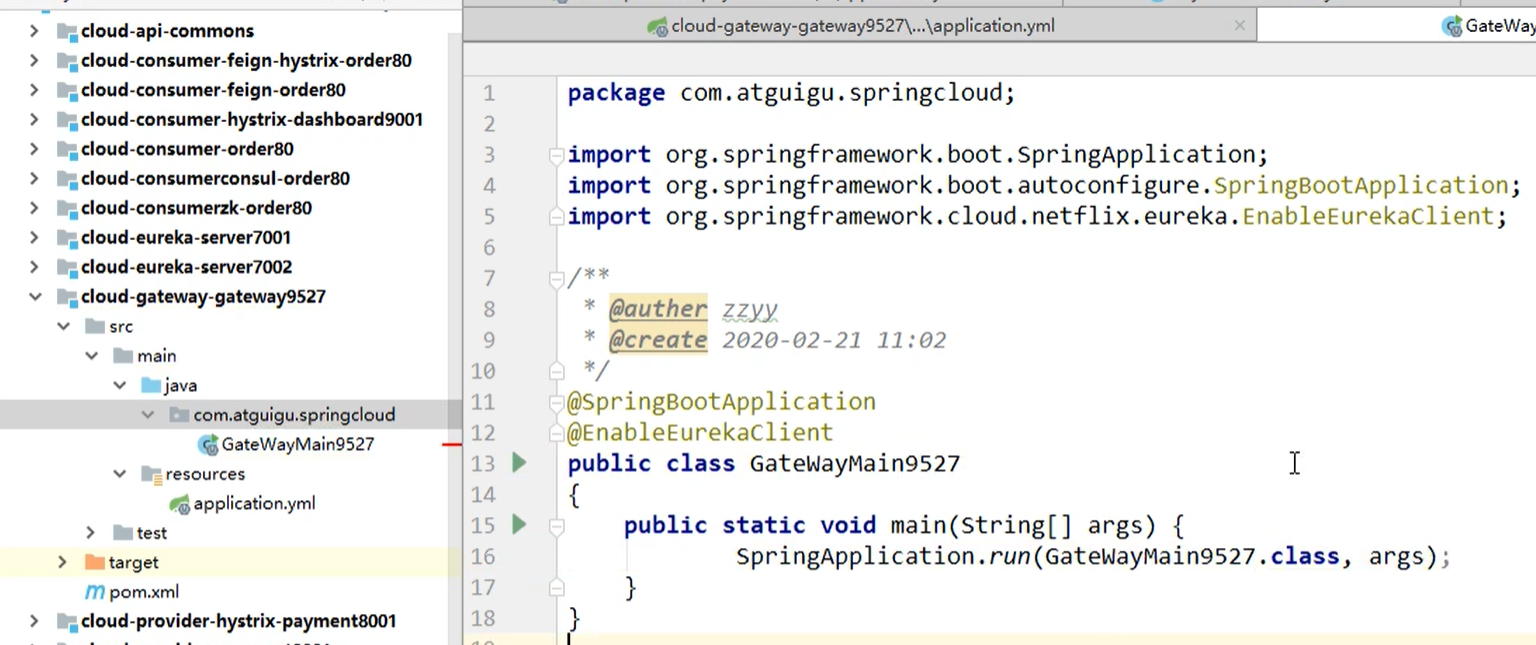 cloud-api-commons
cloud-consumer-feign-hystrix-order80
cloud-consumer-feign-order80
cloud-consumer-hystrix-dashboard9001
cloud-consumer-order80
cloud-consumerconsul-order80
cloud-consumerzk-order80
cloud-eureka-server7001
cloud-eureka-server7002
cloud-gateway-gateway9527
src
main
java
com.atguigu.springcloud
GateWayMain9527
resources
application.yml
test
target
pom.xml
cloud-provider-hystrix-payment8001
cloud-gateway-gateway9527\...\application.yml
1 package com.atguigu.springcloud;
2
3 import org.springframework.boot.SpringApplication;
4 import org.springframework.boot.autoconfigure.SpringBootApplication;
5 import org.springframework.cloud.netflix.eureka.EnableEurekaClient;
6
7 /**
8 * @auther zzyy
9 * @create 2020-02-21 11:02
10 */
11 @SpringBootApplication
12 @EnableEurekaClient
13 public class GateWayMain9527
14 {
15 public static void main(String[] args) {
16 SpringApplication.run(GateWayMain9527.class, args);
17 }
18 }